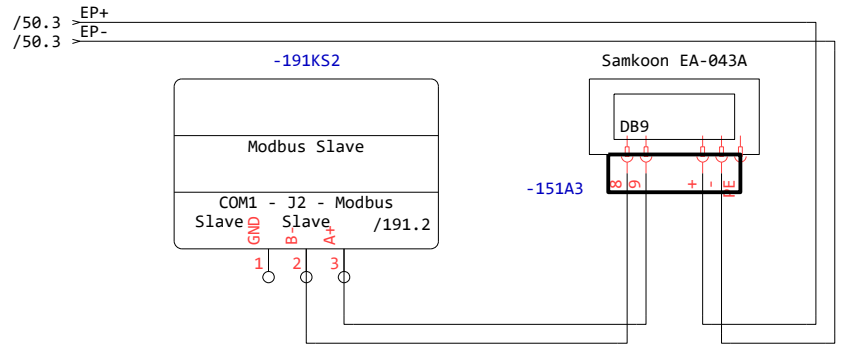 /50.3 EP+
/50.3 EP-
-191KS2
Samkoon EA-043A
DB9
Modbus Slave
-151A3
8 9 + - PE
COM1 - J2 - Modbus
Slave Slave /191.2
GND B- A+
1 2 3